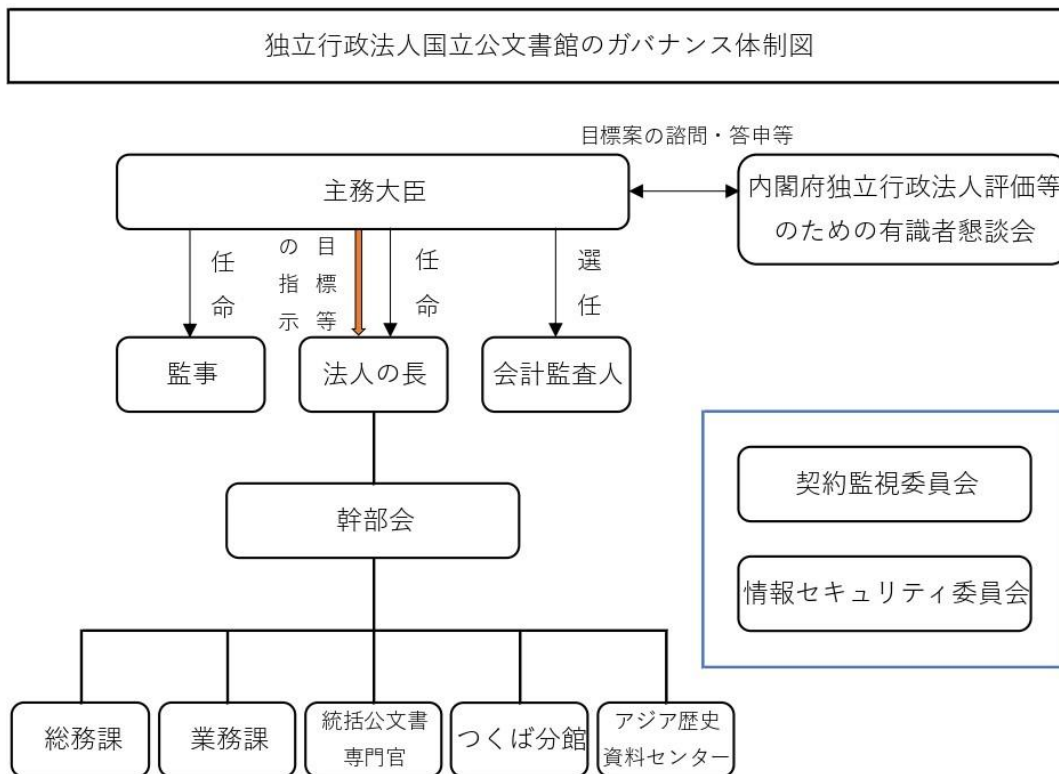 独立行政法人国立公文書館のガバナンス体制図
目標案の諮問・答申等
主務大臣
内閣府独立行政法人評価等
のための有識者懇談会
任命
目標等
の指示
任命
選任
監事
法人の長
会計監査人
契約監視委員会
幹部会
情報セキュリティ委員会
総務課
業務課
統括公文書
専門官
つくば分館
アジア歴史
資料センター